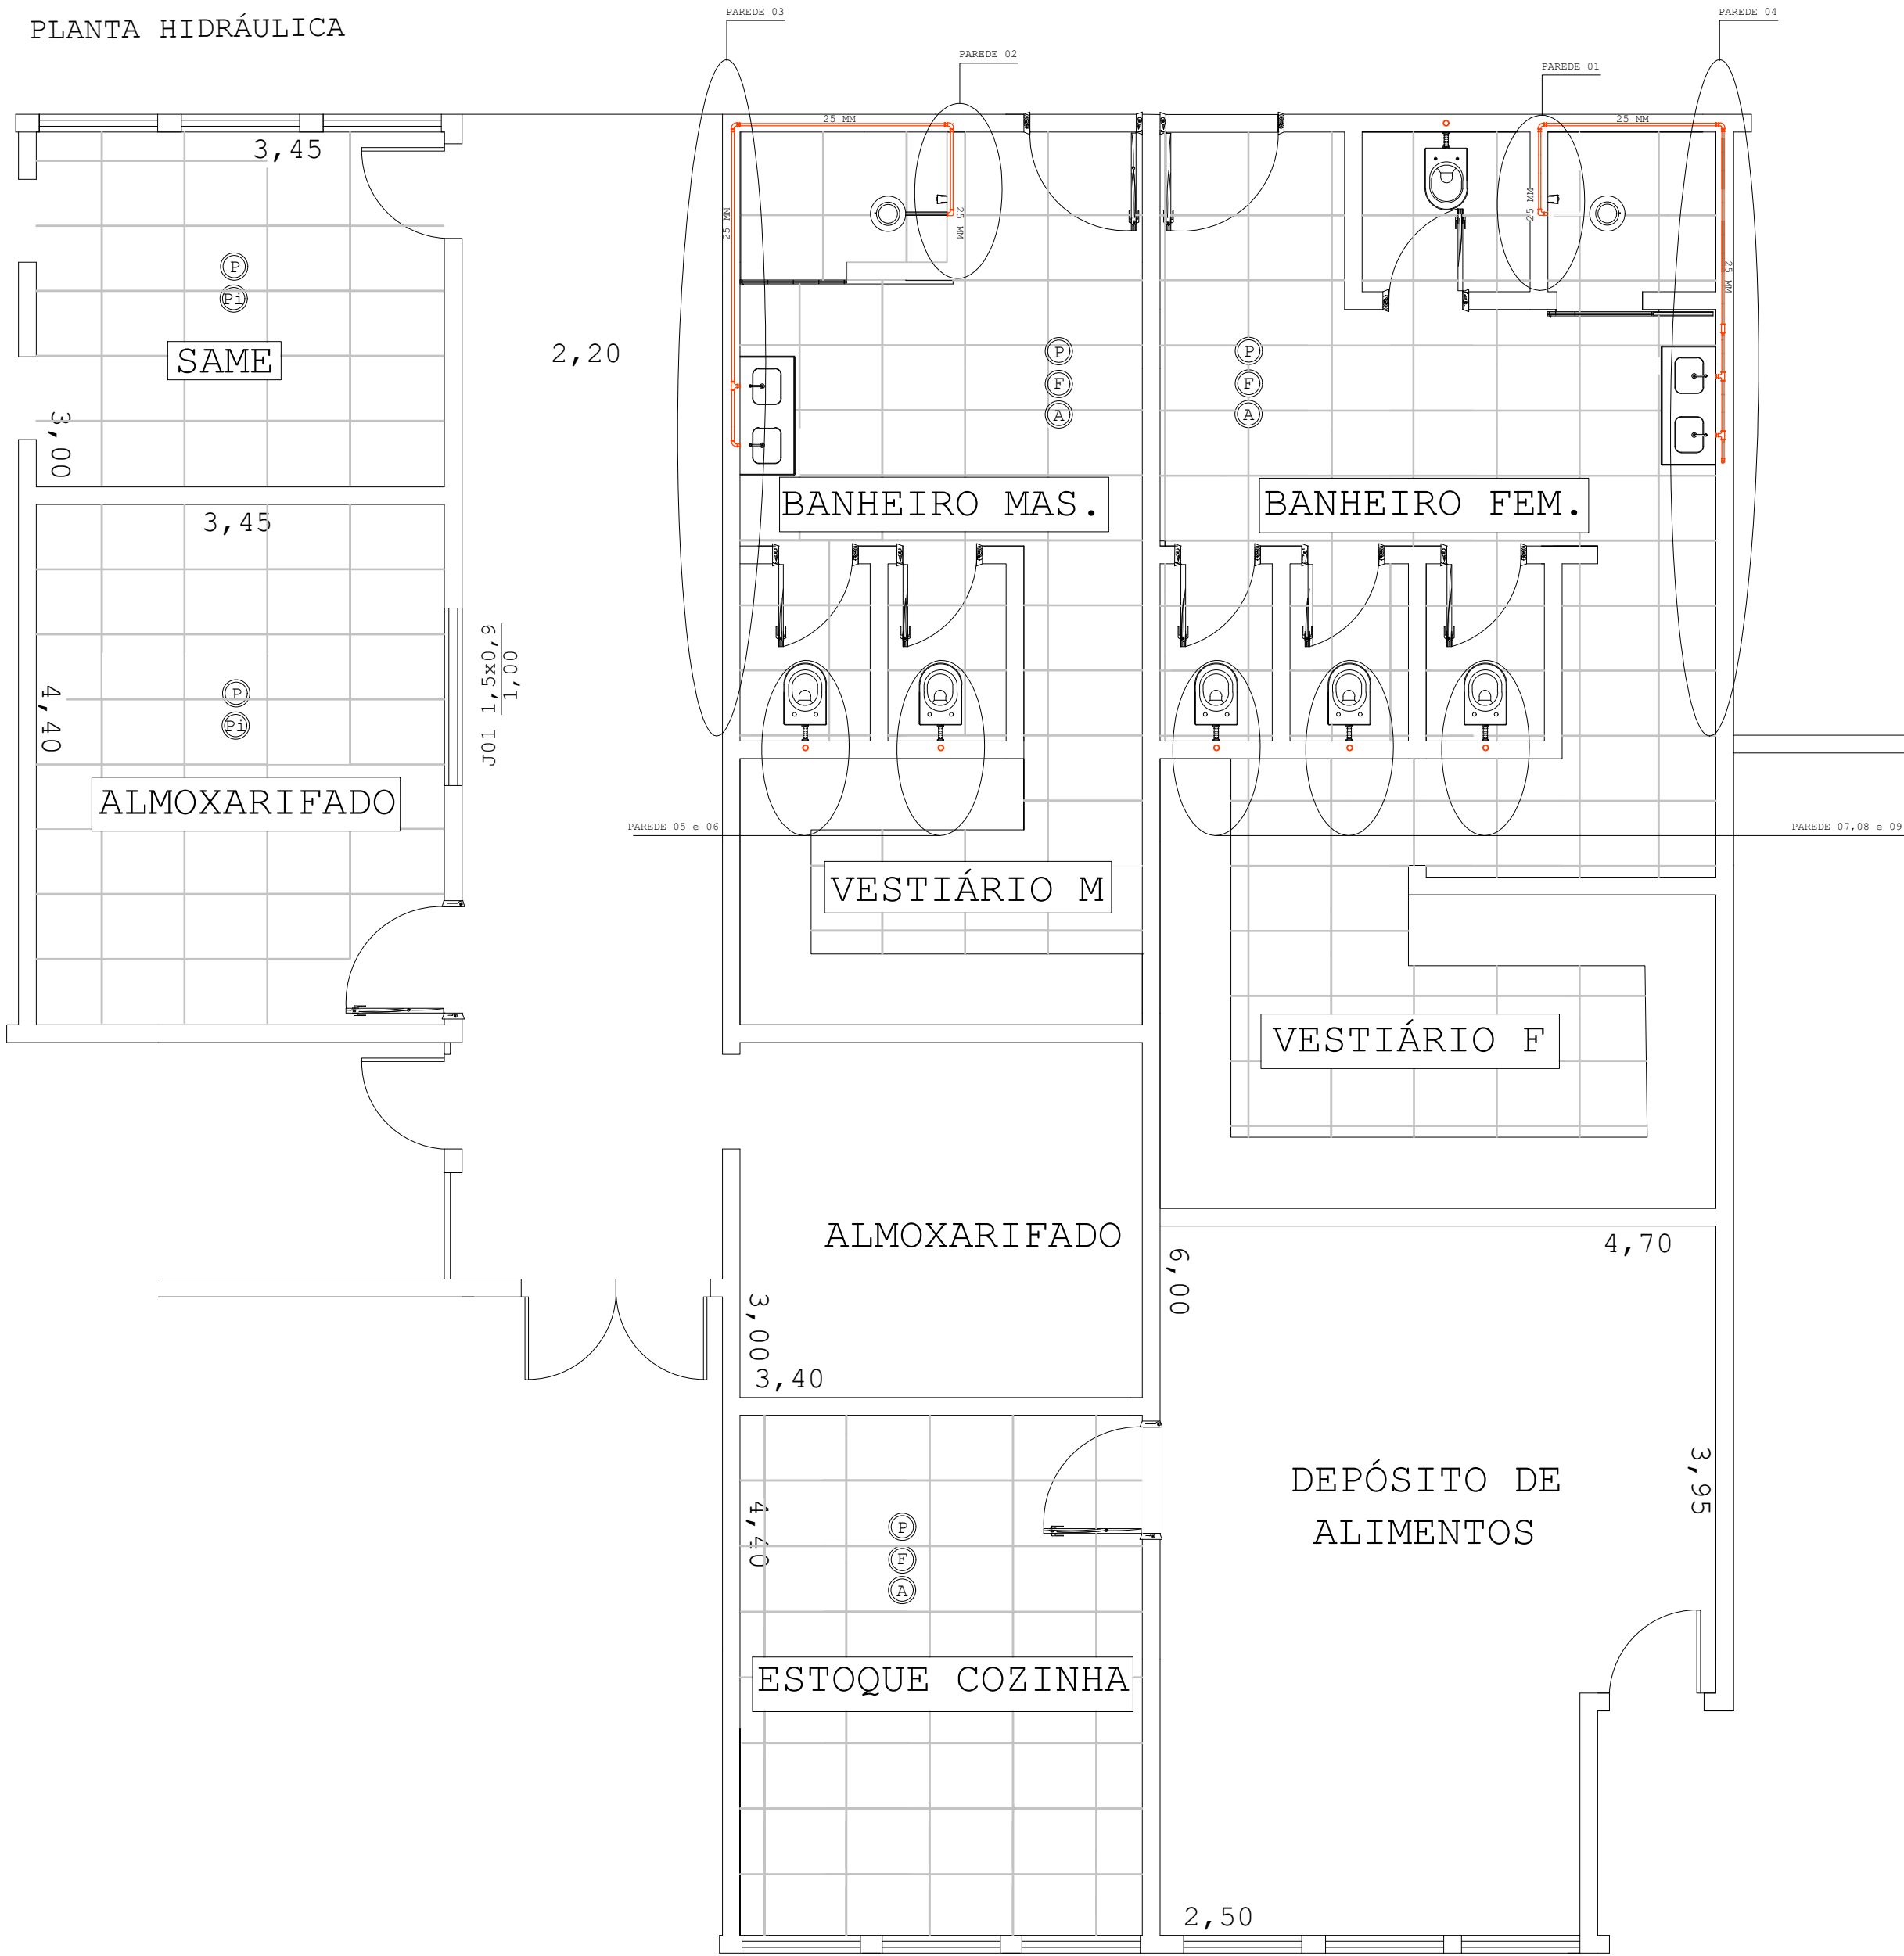 PAREDE 03
PAREDE 04
PLANTA HIDRÁULICA
PAREDE 02
PAREDE 01
25 MM
25 MM
3,45
25 MM
25 MM
25 MM
25 MM
P
Pi
SAME
2,20
P
F
A
P
F
A
3,00
BANHEIRO MAS.
BANHEIRO FEM.
3,45
J01 1,5x0,9
1,00
4,40
P
Pi
ALMOXARIFADO
PAREDE 05 e 06
PAREDE 07,08 e 09
VESTIÁRIO M
VESTIÁRIO F
ALMOXARIFADO
6,00
4,70
3,00
3,40
DEPÓSITO DE
ALIMENTOS
3,95
4,40
P
F
A
ESTOQUE COZINHA
2,50